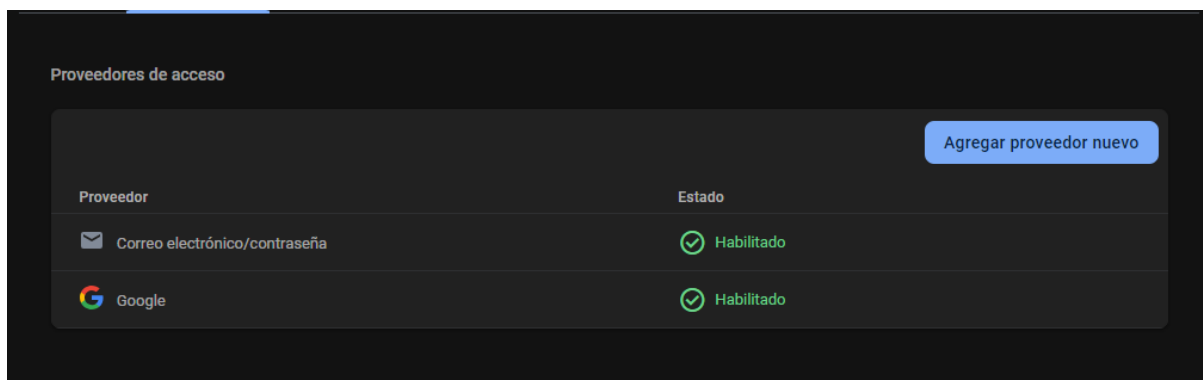 Proveedores de acceso
Agregar proveedor nuevo
Proveedor Estado
Correo electrónico/contraseña Habilitado
Google Habilitado